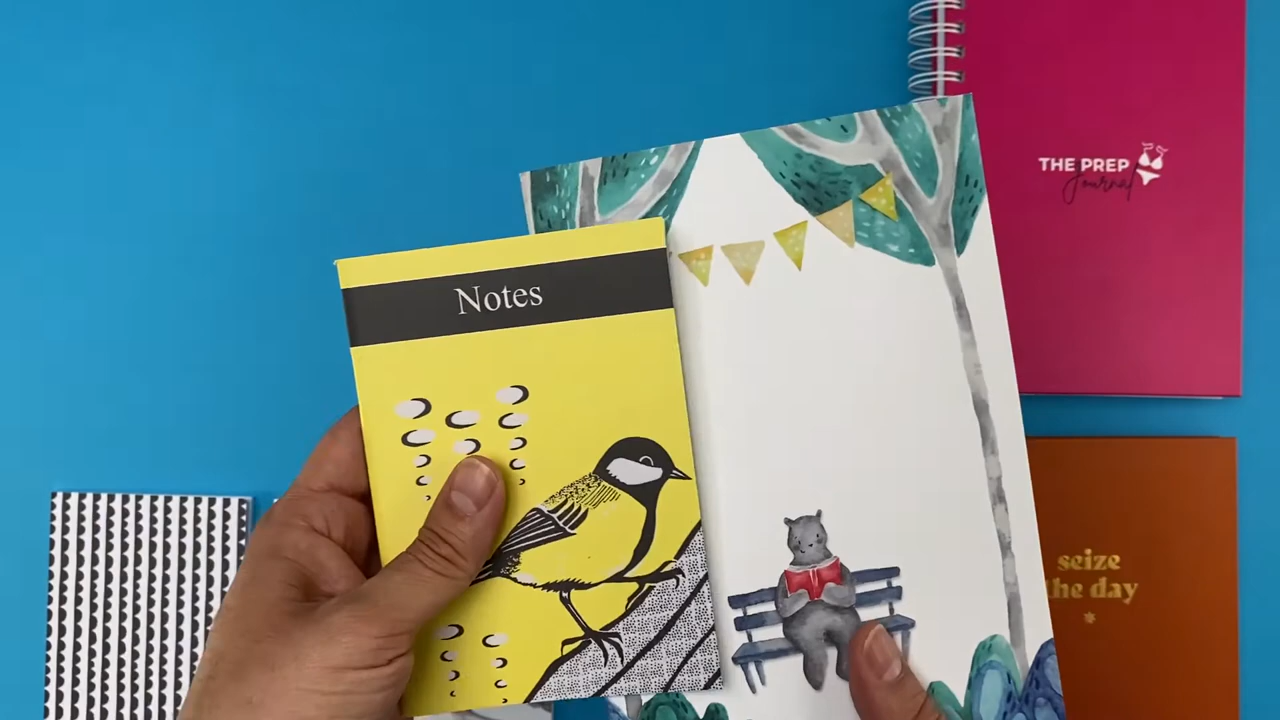 THE PREP
Journal
Notes
seize
the day